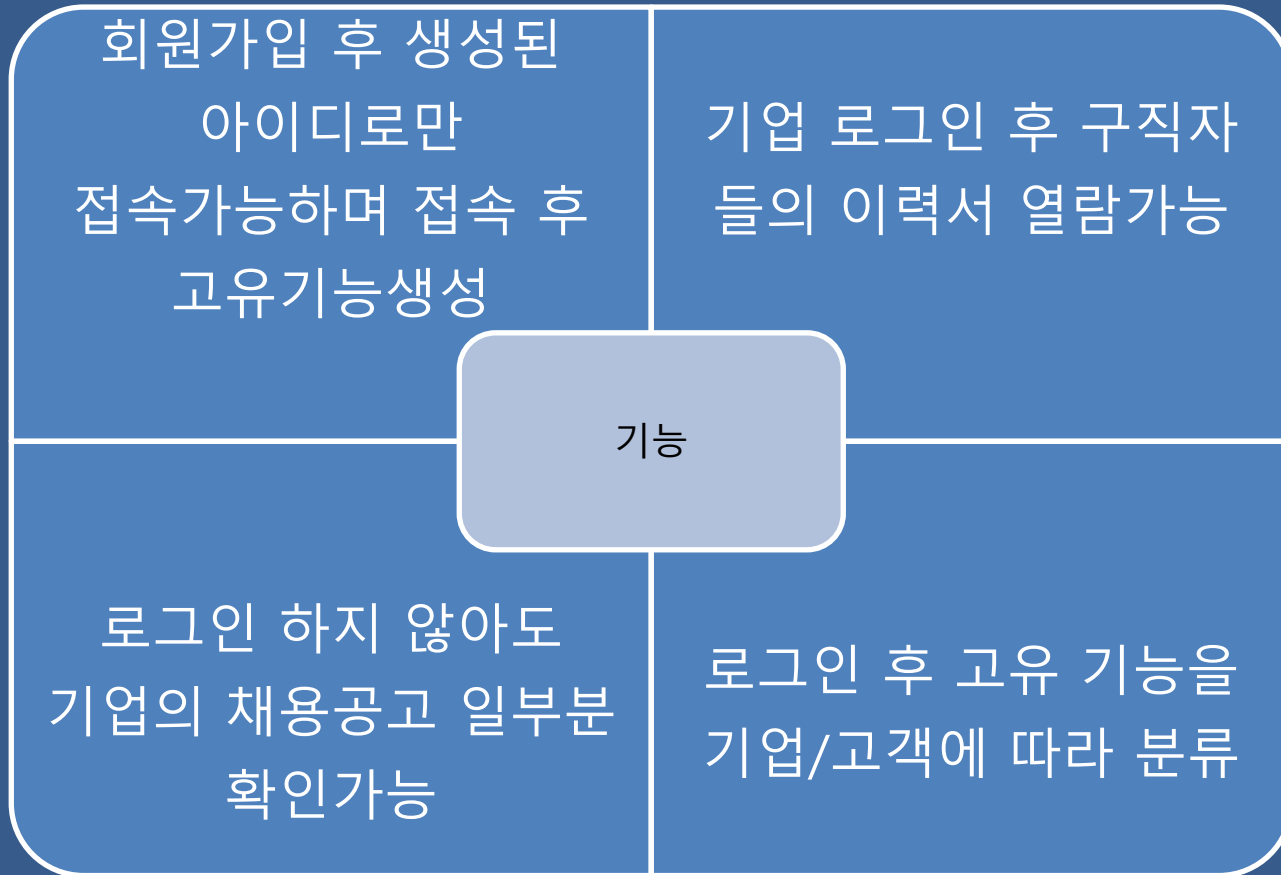 회원가입 후 생성된
아이디로만
접속가능하며 접속 후
고유기능생성
기업 로그인 후 구직자
들의 이력서 열람가능
기능
로그인 하지 않아도
기업의 채용공고 일부분
확인가능
로그인 후 고유 기능을
기업/고객에 따라 분류